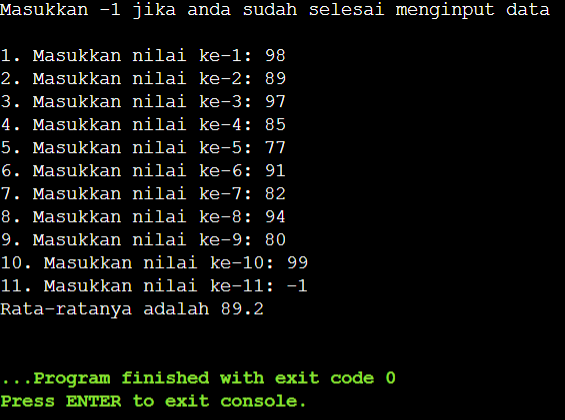 Masukkan -1 jika anda sudah selesai menginput data
1. Masukkan nilai ke-1: 98
2. Masukkan nilai ke-2: 89
3. Masukkan nilai ke-3: 97
4. Masukkan nilai ke-4: 85
5. Masukkan nilai ke-5: 77
6. Masukkan nilai ke-6: 91
7. Masukkan nilai ke-7: 82
8. Masukkan nilai ke-8: 94
9. Masukkan nilai ke-9: 80
10. Masukkan nilai ke-10: 99
11. Masukkan nilai ke-11: -1
Rata-ratanya adalah 89.2
...Program finished with exit code 0
Press ENTER to exit console.